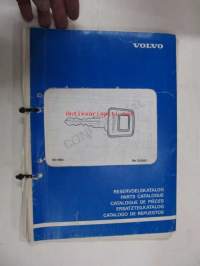 VOLVO
RESERVDELSKATALOG
PARTS CATALOGUE
CATALOGUE DE PIÈCES
ERSATZTEILKATALOG
CATALOGO DE REPUESTOS